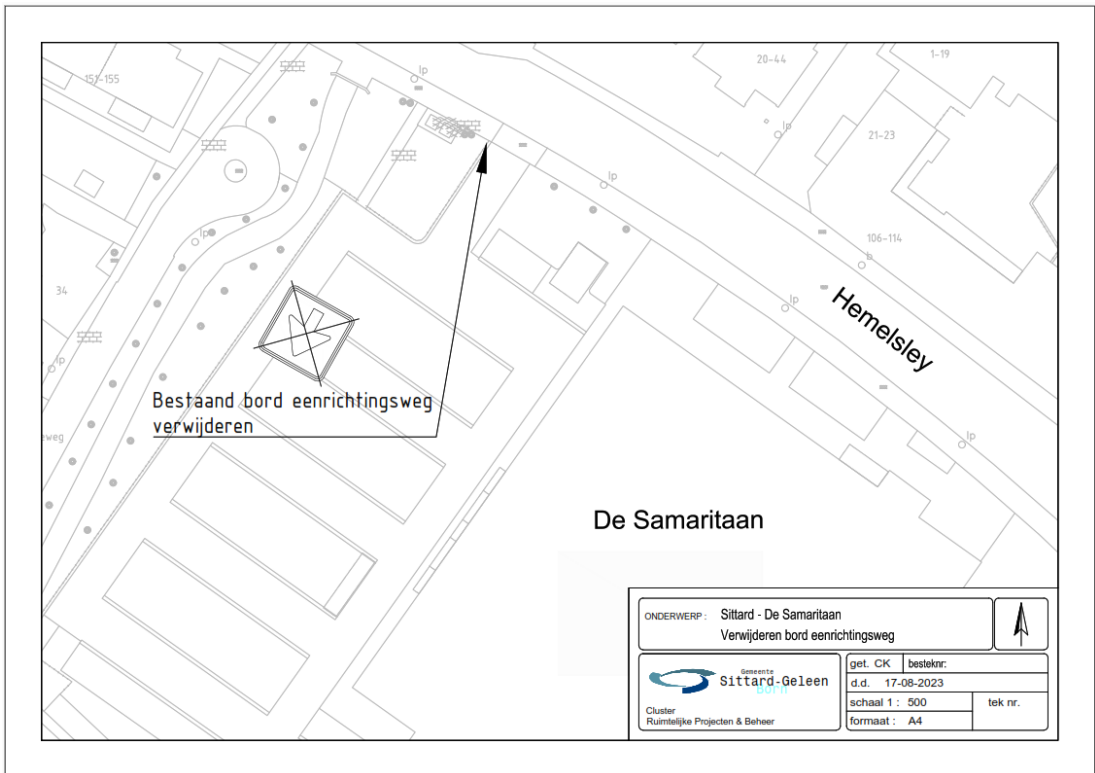 151-155
lp
20-44
1-19
lp
21-23
lp
lp
106-114
b
34
lp
lp
Hemelsley
Bestaand bord eenrichtingsweg
verwijderen
eweg
lp
De Samaritaan
ONDERWERP : Sittard - De Samaritaan
Verwijderen bord eenrichtingsweg
Gemeente
Sittard-Geleen
Born
Cluster
Ruimtelijke Projecten & Beheer
get. CK besteknr:
d.d. 17-08-2023
schaal 1 : 500 tek nr.
formaat : A4